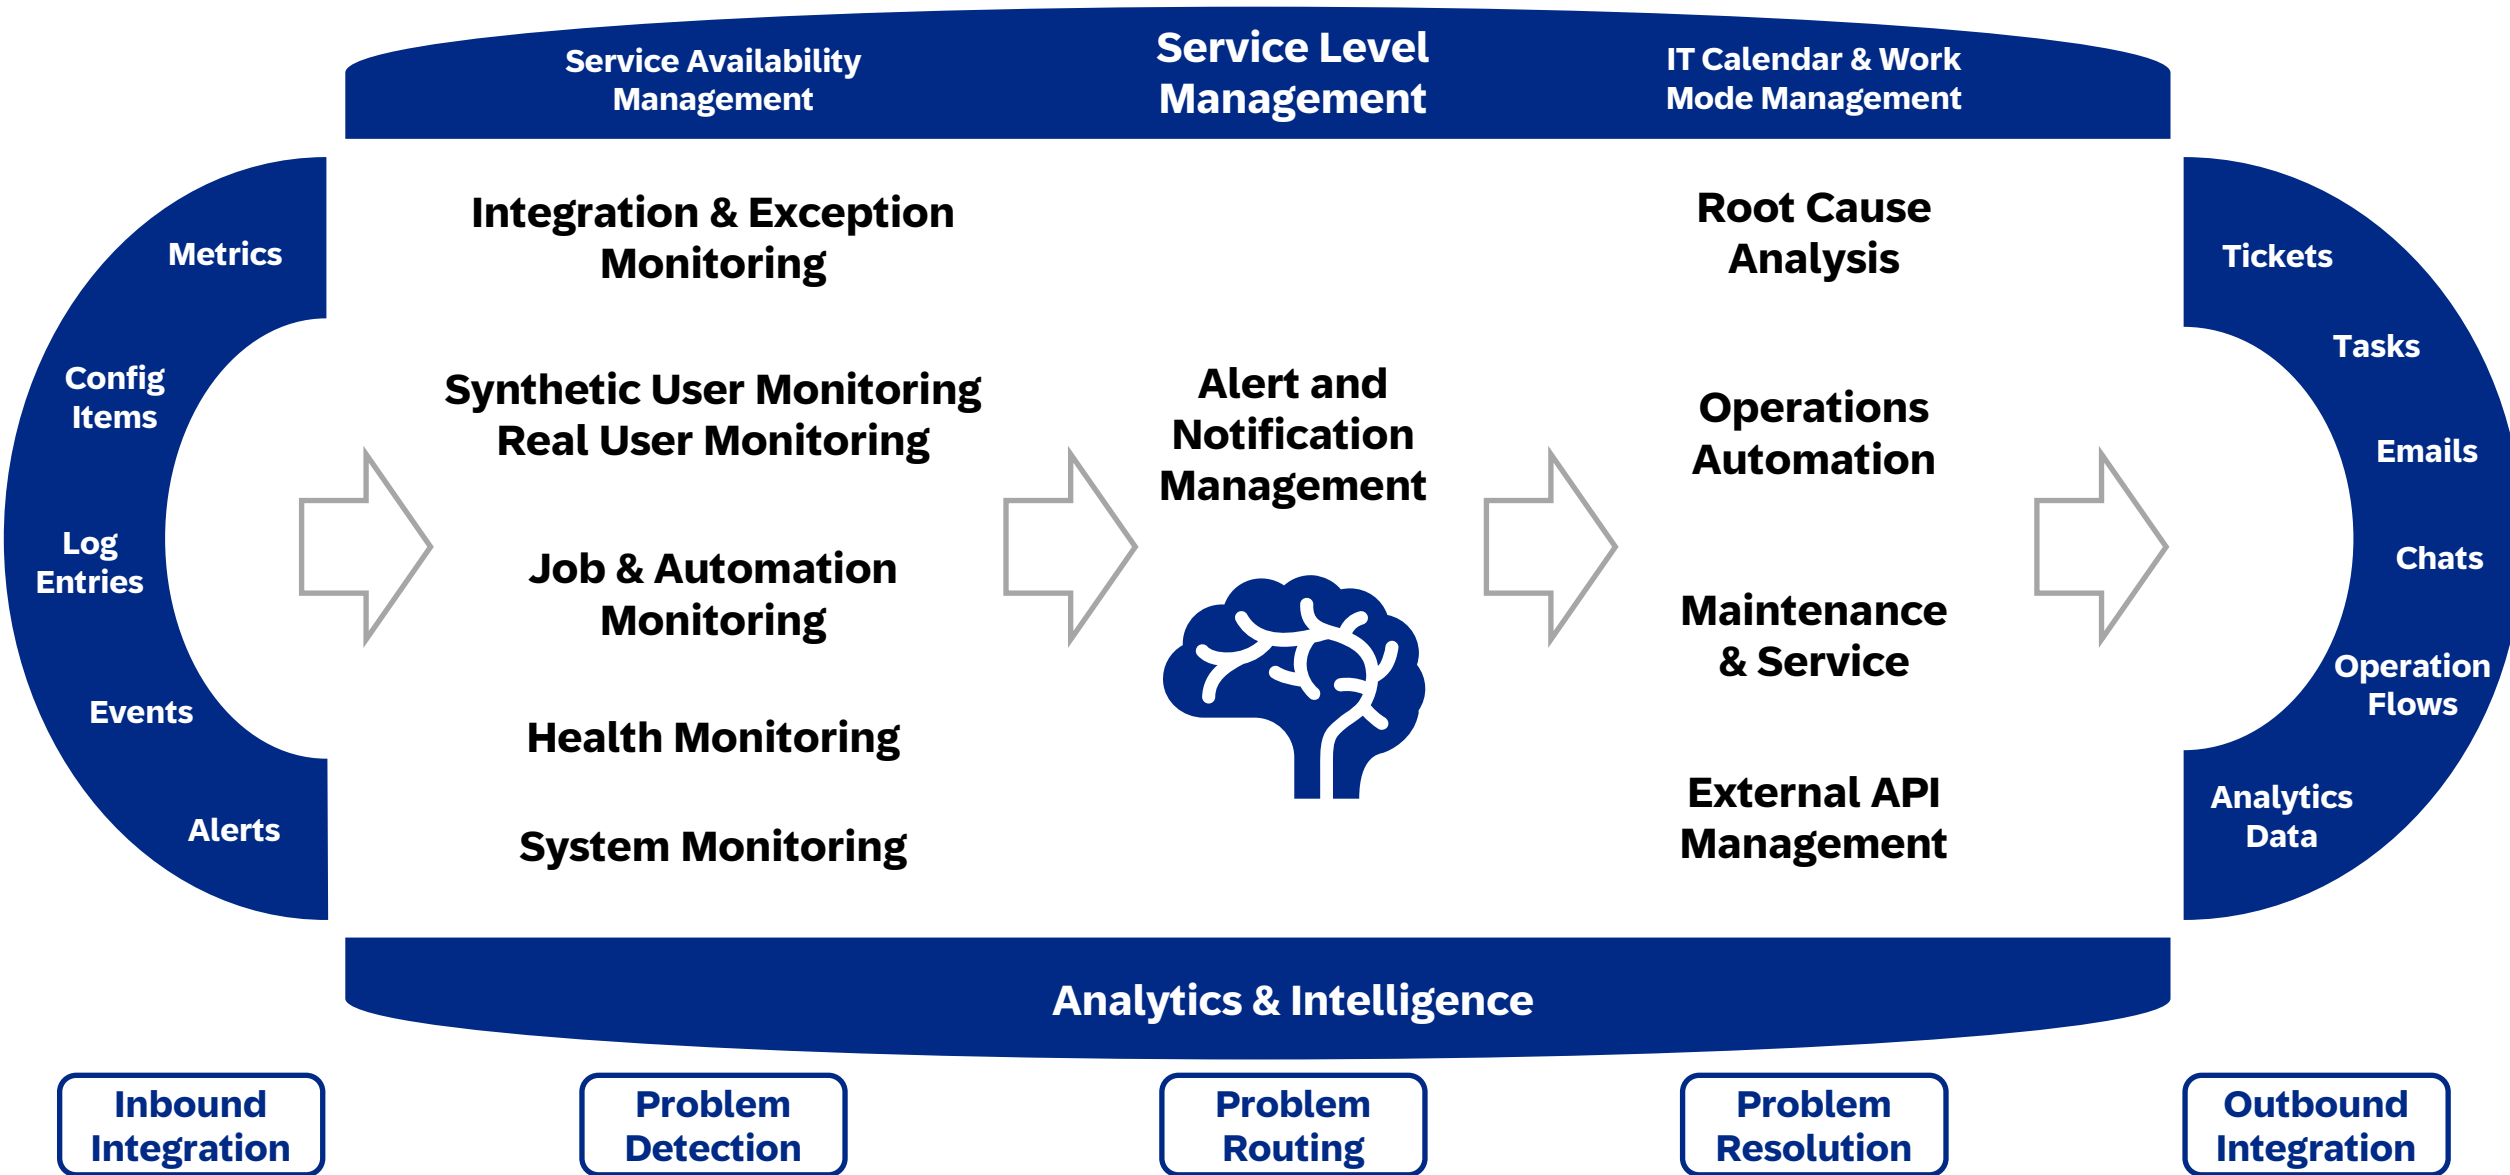 Service Availability
Management
Service Level
Management
IT Calendar & Work
Mode Management
Metrics
Config
Items
Log
Entries
Events
Alerts
Integration & Exception
Monitoring
Synthetic User Monitoring
Real User Monitoring
Job & Automation
Monitoring
Health Monitoring
System Monitoring
Alert and
Notification
Management
Root Cause
Analysis
Operations
Automation
Maintenance
& Service
External API
Management
Tickets
Tasks
Emails
Chats
Operation
Flows
Analytics
Data
Analytics & Intelligence
Inbound
Integration
Problem
Detection
Problem
Routing
Problem
Resolution
Outbound
Integration